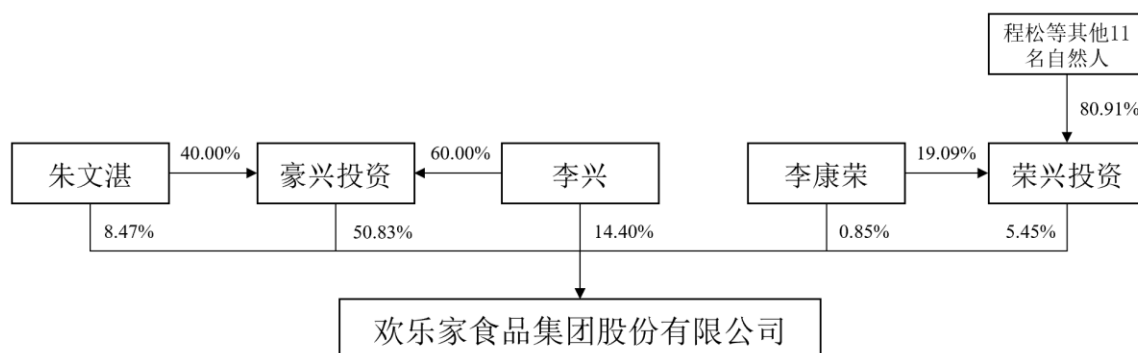 程松等其他11
名自然人
80.91%
朱文湛
40.00%
豪兴投资
60.00%
李兴
李康荣
19.09%
荣兴投资
8.47%
50.83%
14.40%
0.85%
5.45%
欢乐家食品集团股份有限公司